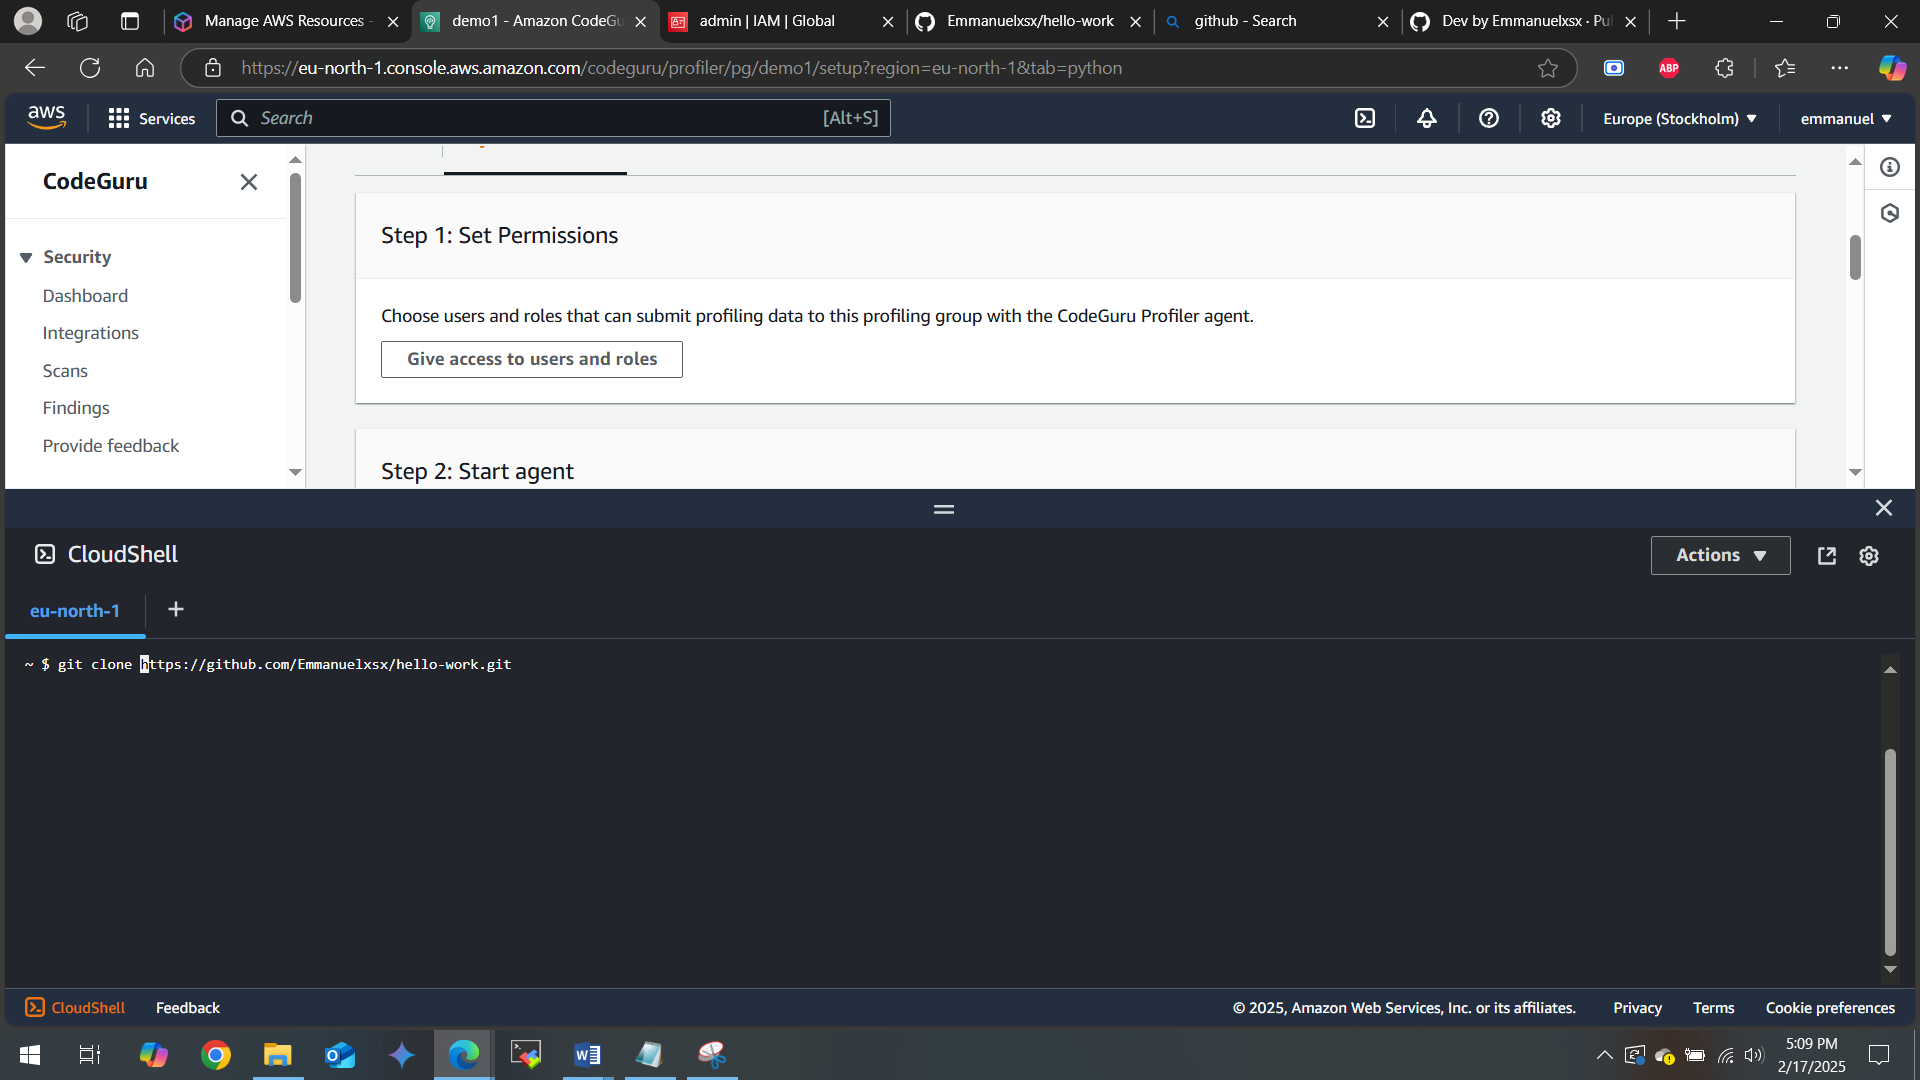 Manage AWS Resources -
demo1 - Amazon CodeGu
admin | IAM | Global
Emmanuelxsx/hello-work
github - Search
Dev by Emmanuelxsx · Pul
https://eu-north-1.console.aws.amazon.com/codeguru/profiler/pg/demo1/setup?region=eu-north-1&tab=python
ABP
aws
Services
Search
[Alt+S]
Europe (Stockholm)
emmanuel
CodeGuru
Security
Dashboard
Integrations
Scans
Findings
Provide feedback
Step 1: Set Permissions
Choose users and roles that can submit profiling data to this profiling group with the CodeGuru Profiler agent.
Give access to users and roles
Step 2: Start agent
CloudShell
Actions
eu-north-1
~ $ git clone https://github.com/Emmanuelxsx/hello-work.git
CloudShell
Feedback
© 2025, Amazon Web Services, Inc. or its affiliates.
Privacy
Terms
Cookie preferences
5:09 PM
2/17/2025